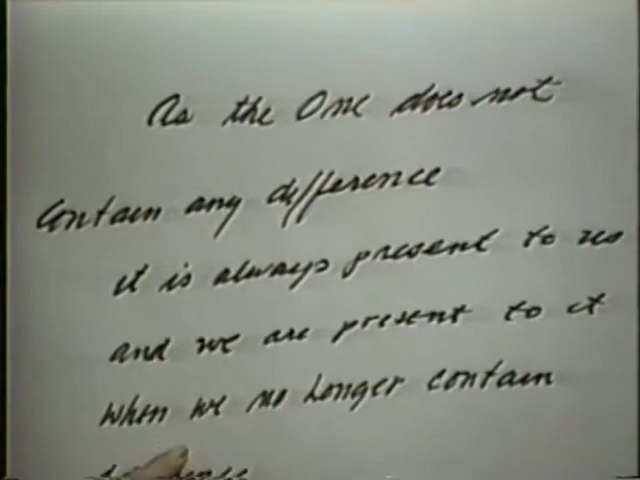 As the One does not
Contain any difference
it is always present to us
and we are present to it
When we no Longer contain